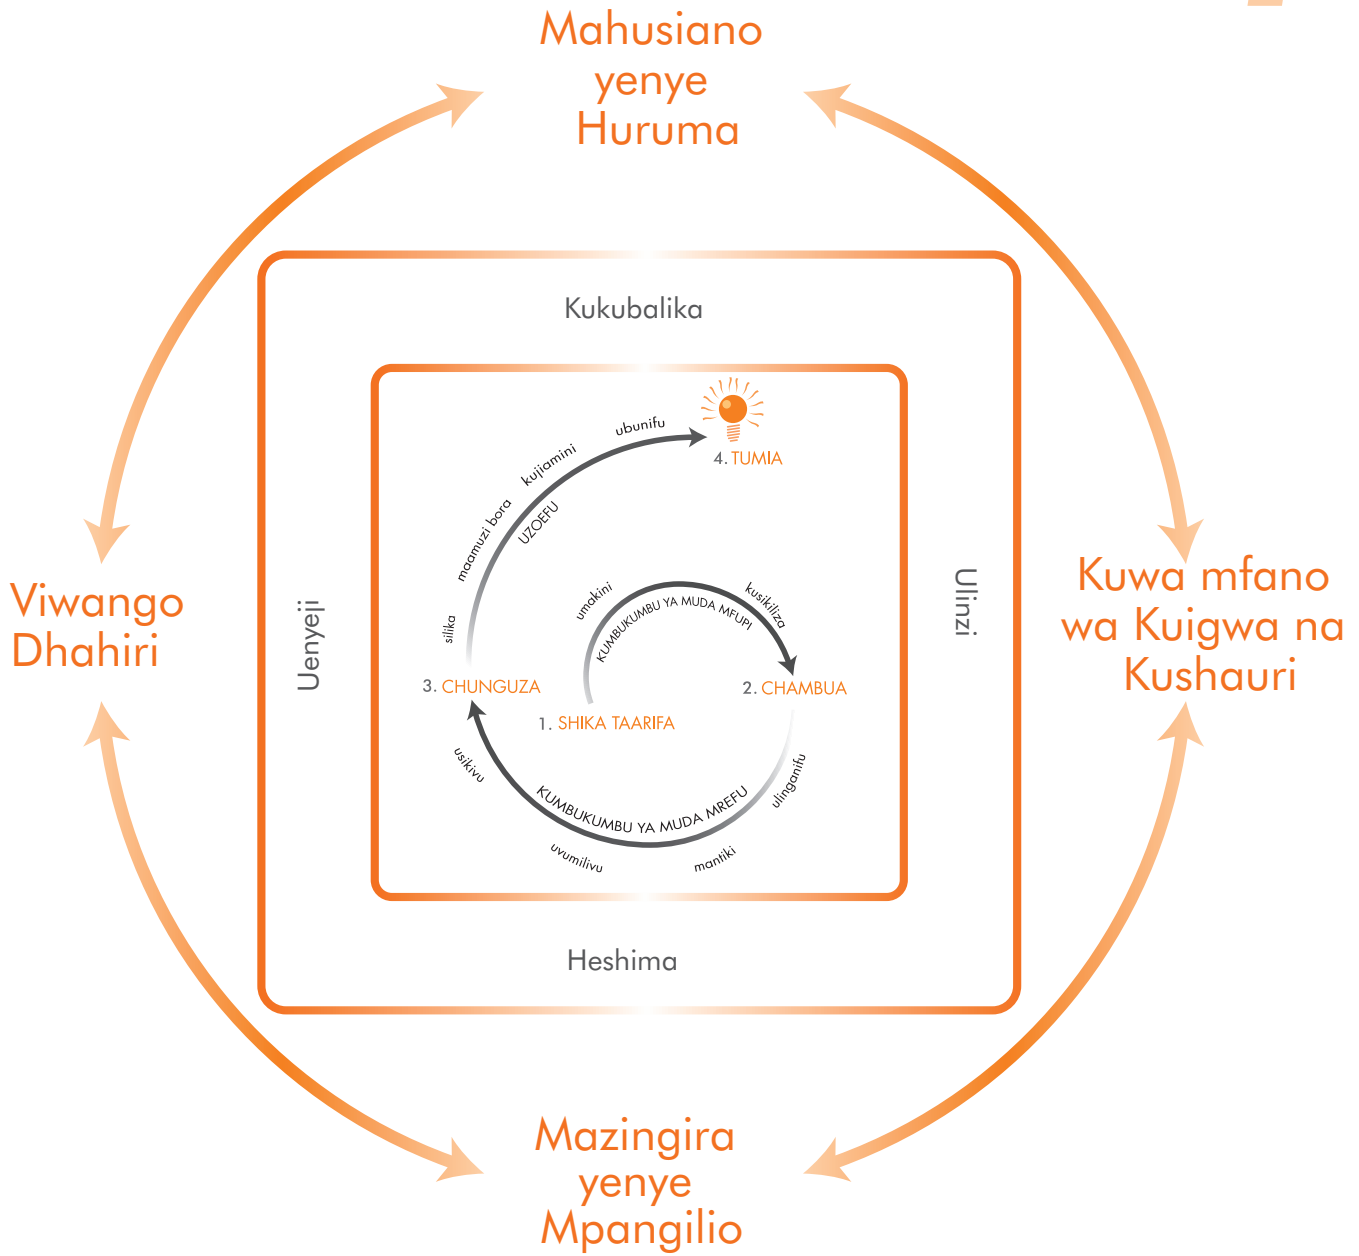 Mahusiano
yenye
Huruma
Kukubalika
ubunifu
kujiamini
maamuzi bora
silika
UZOEFU
4. TUMIA
umakini
kusikiliza
KUMBUKUMBU YA MUDA MFUPI
Viwango
Dhahiri
Uenyeji
Ulinzi
Kuwa mfano
wa Kuigwa na
Kushauri
3. CHUNGUZA
2. CHAMBUA
1. SHIKA TAARIFA
usikivu
ulinganifu
KUMBUKUMBU YA MUDA MREFU
uvumilivu
mantiki
Heshima
Mazingira
yenye
Mpangilio